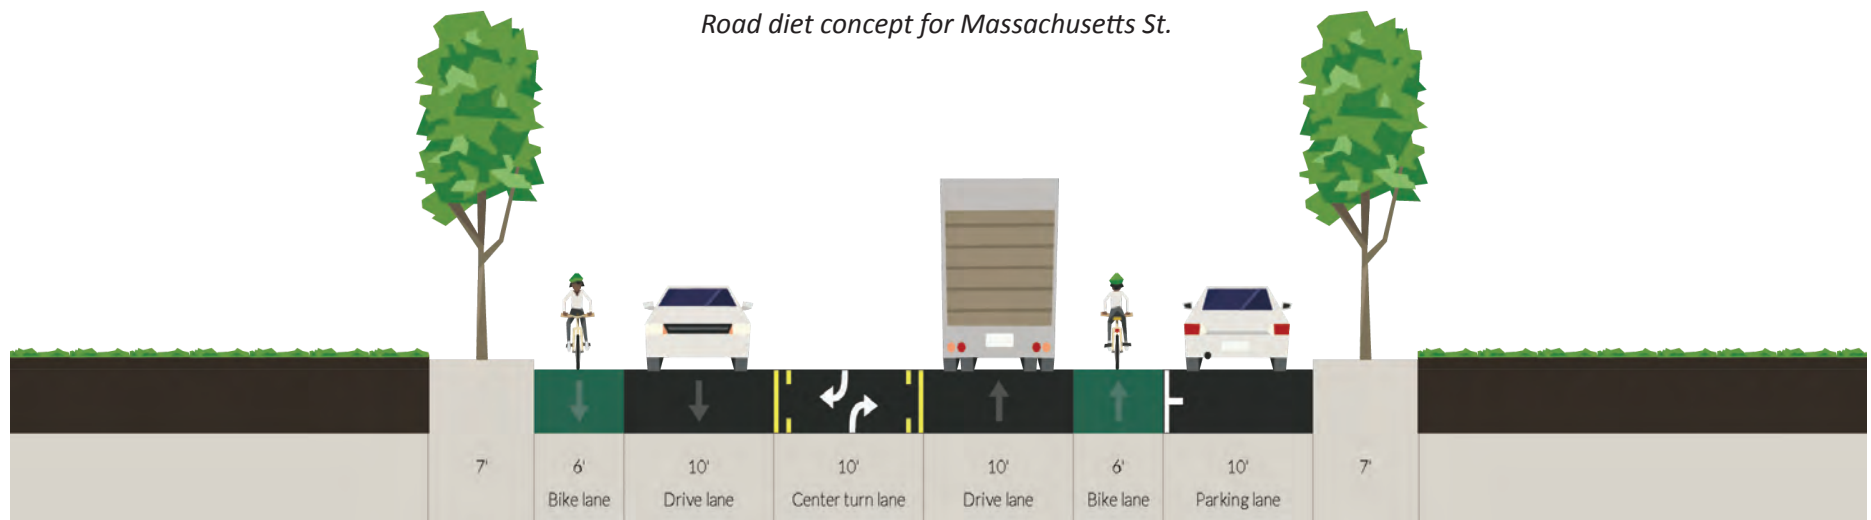 Road diet concept for Massachusetts St.
7' 6' 10' 10' 10' 6' 10' 7'
Bike lane Drive lane Center turn lane Drive lane Bike lane Parking lane